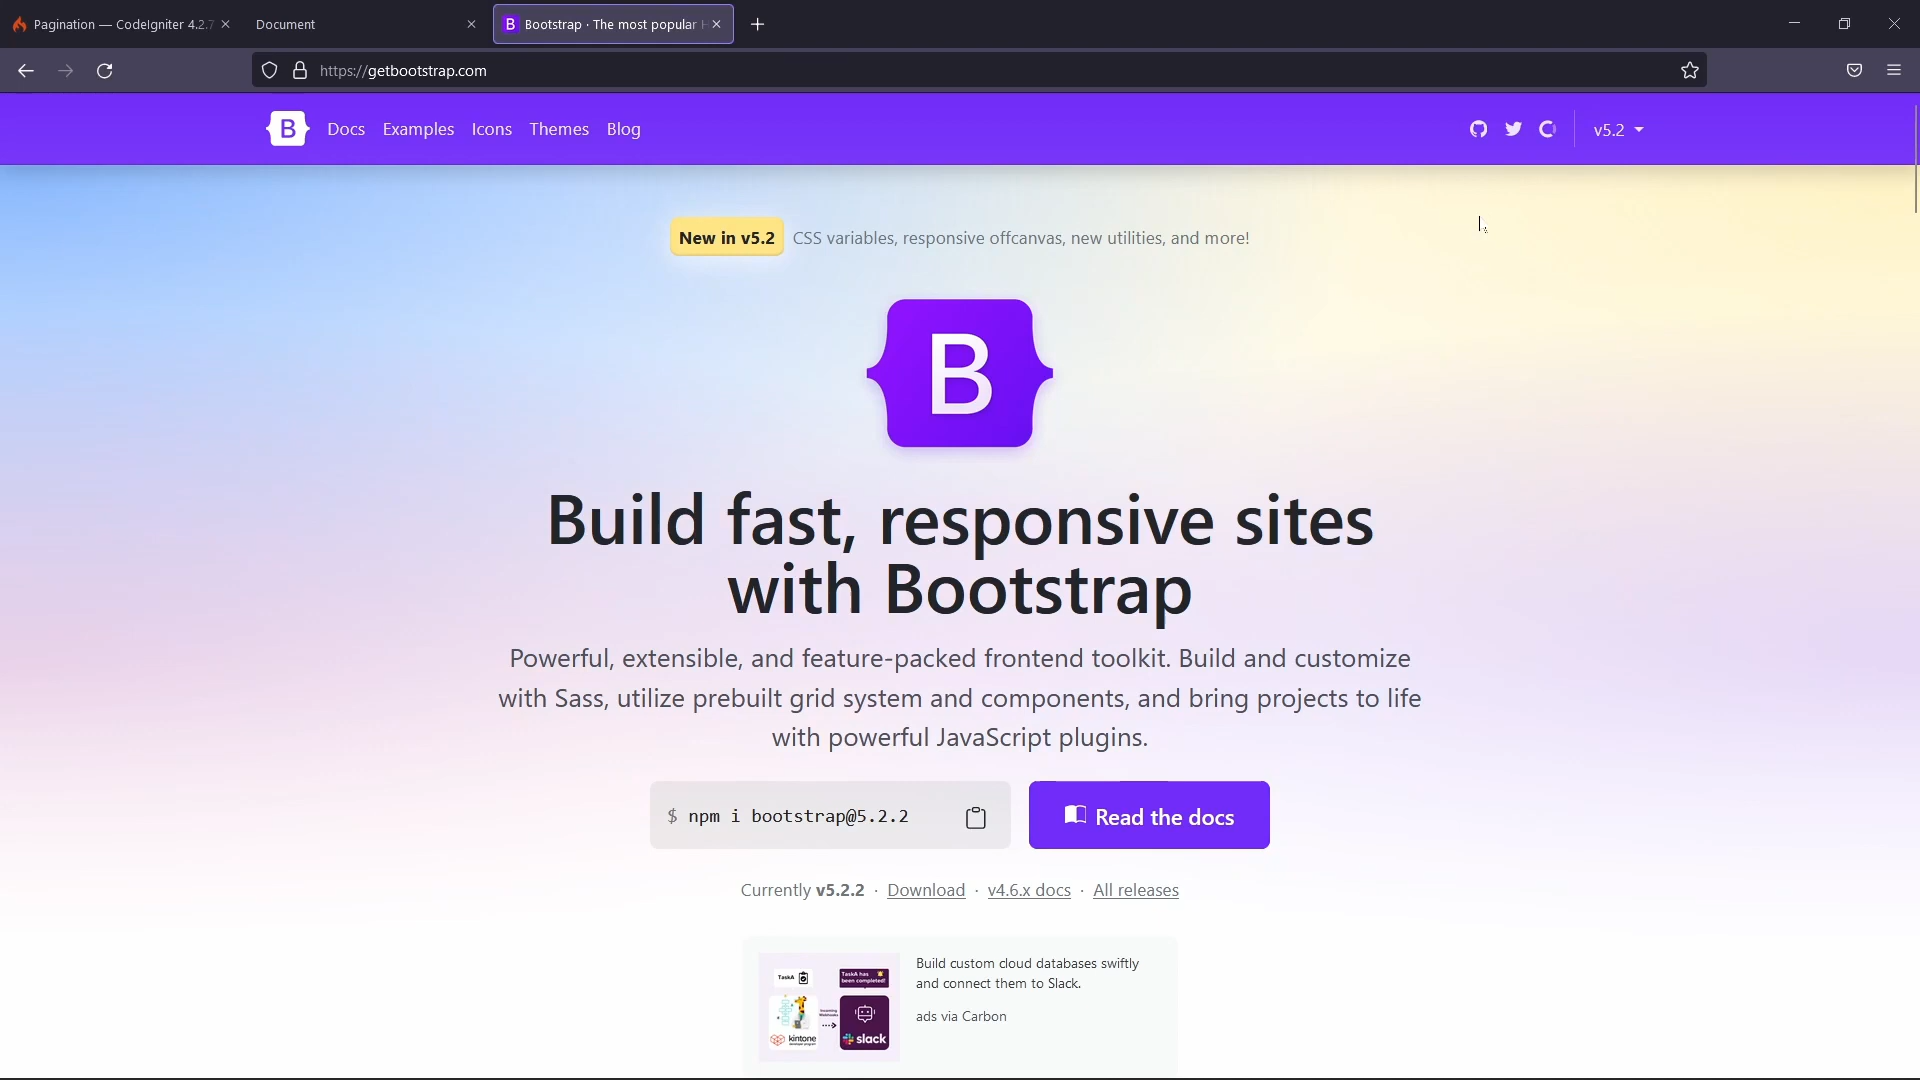 Pagination — CodeIgniter 4.2.7
Document
Bootstrap · The most popular H
https://getbootstrap.com
B
Docs
Examples
Icons
Themes
Blog
v5.2
New in v5.2 CSS variables, responsive offcanvas, new utilities, and more!
B
Build fast, responsive sites
with Bootstrap
Powerful, extensible, and feature-packed frontend toolkit. Build and customize
with Sass, utilize prebuilt grid system and components, and bring projects to life
with powerful JavaScript plugins.
$ npm i bootstrap@5.2.2
Read the docs
Currently v5.2.2 · Download · v4.6.x docs · All releases
TaskA
TaskA has
been completed!
kintone
slack
Build custom cloud databases swiftly
and connect them to Slack.
ads via Carbon